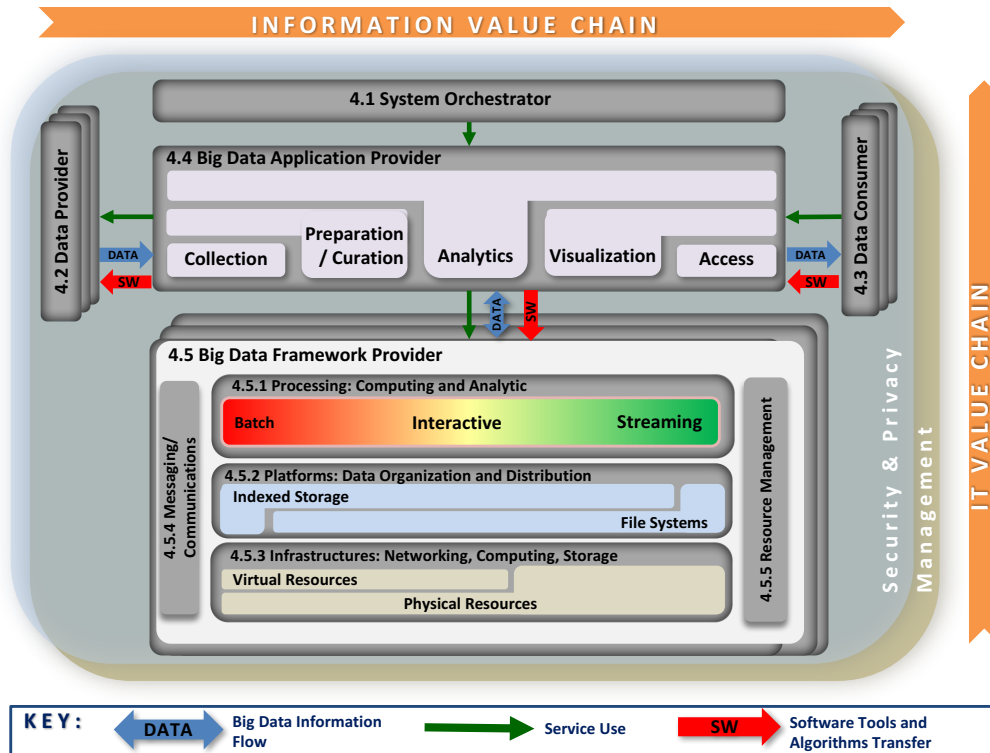 INFORMATION VALUE CHAIN
4.1 System Orchestrator
4.4 Big Data Application Provider
4.2 Data Provider
4.3 Data Consumer
Preparation
/ Curation
Collection
Analytics
Visualization
Access
DATA
SW
DATA
SW
DATA
SW
4.5 Big Data Framework Provider
4.5.1 Processing: Computing and Analytic
Batch
Interactive
Streaming
4.5.4 Messaging/
Communications
4.5.2 Platforms: Data Organization and Distribution
Indexed Storage
File Systems
4.5.3 Infrastructures: Networking, Computing, Storage
Virtual Resources
Physical Resources
4.5.5 Resource Management
Security & Privacy
Management
IT VALUE CHAIN
KEY:
DATA
Big Data Information
Flow
Service Use
SW
Software Tools and
Algorithms Transfer